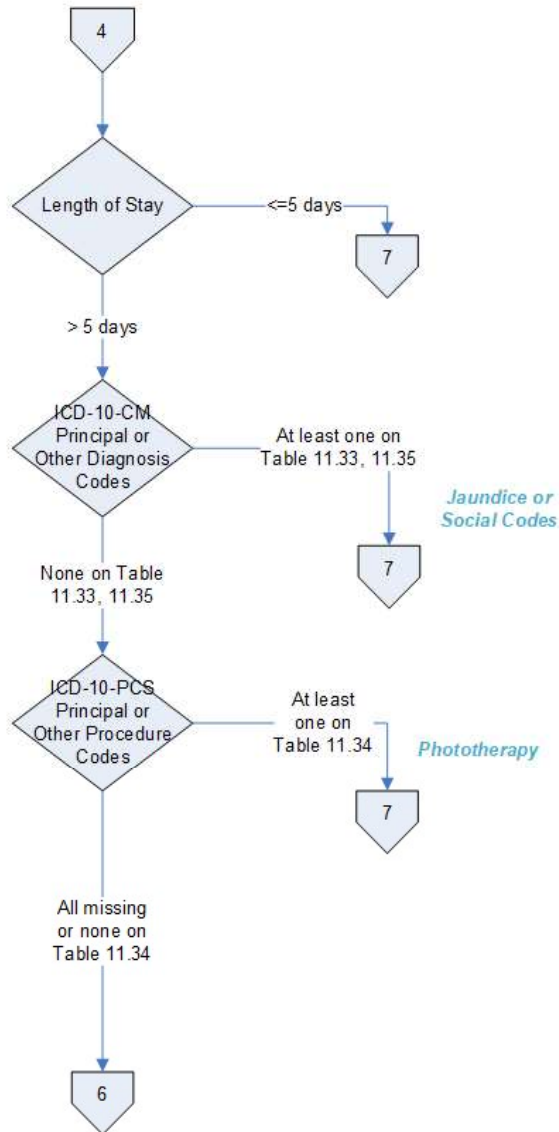 4
Length of Stay
<=5 days
7
> 5 days
ICD-10-CM
Principal or
Other Diagnosis
Codes
At least one on
Table 11.33, 11.35
Jaundice or
Social Codes
7
None on Table
11.33, 11.35
ICD-10-PCS
Principal or
Other Procedure
Codes
At least
one on
Table 11.34
Phototherapy
7
All missing
or none on
Table 11.34
6